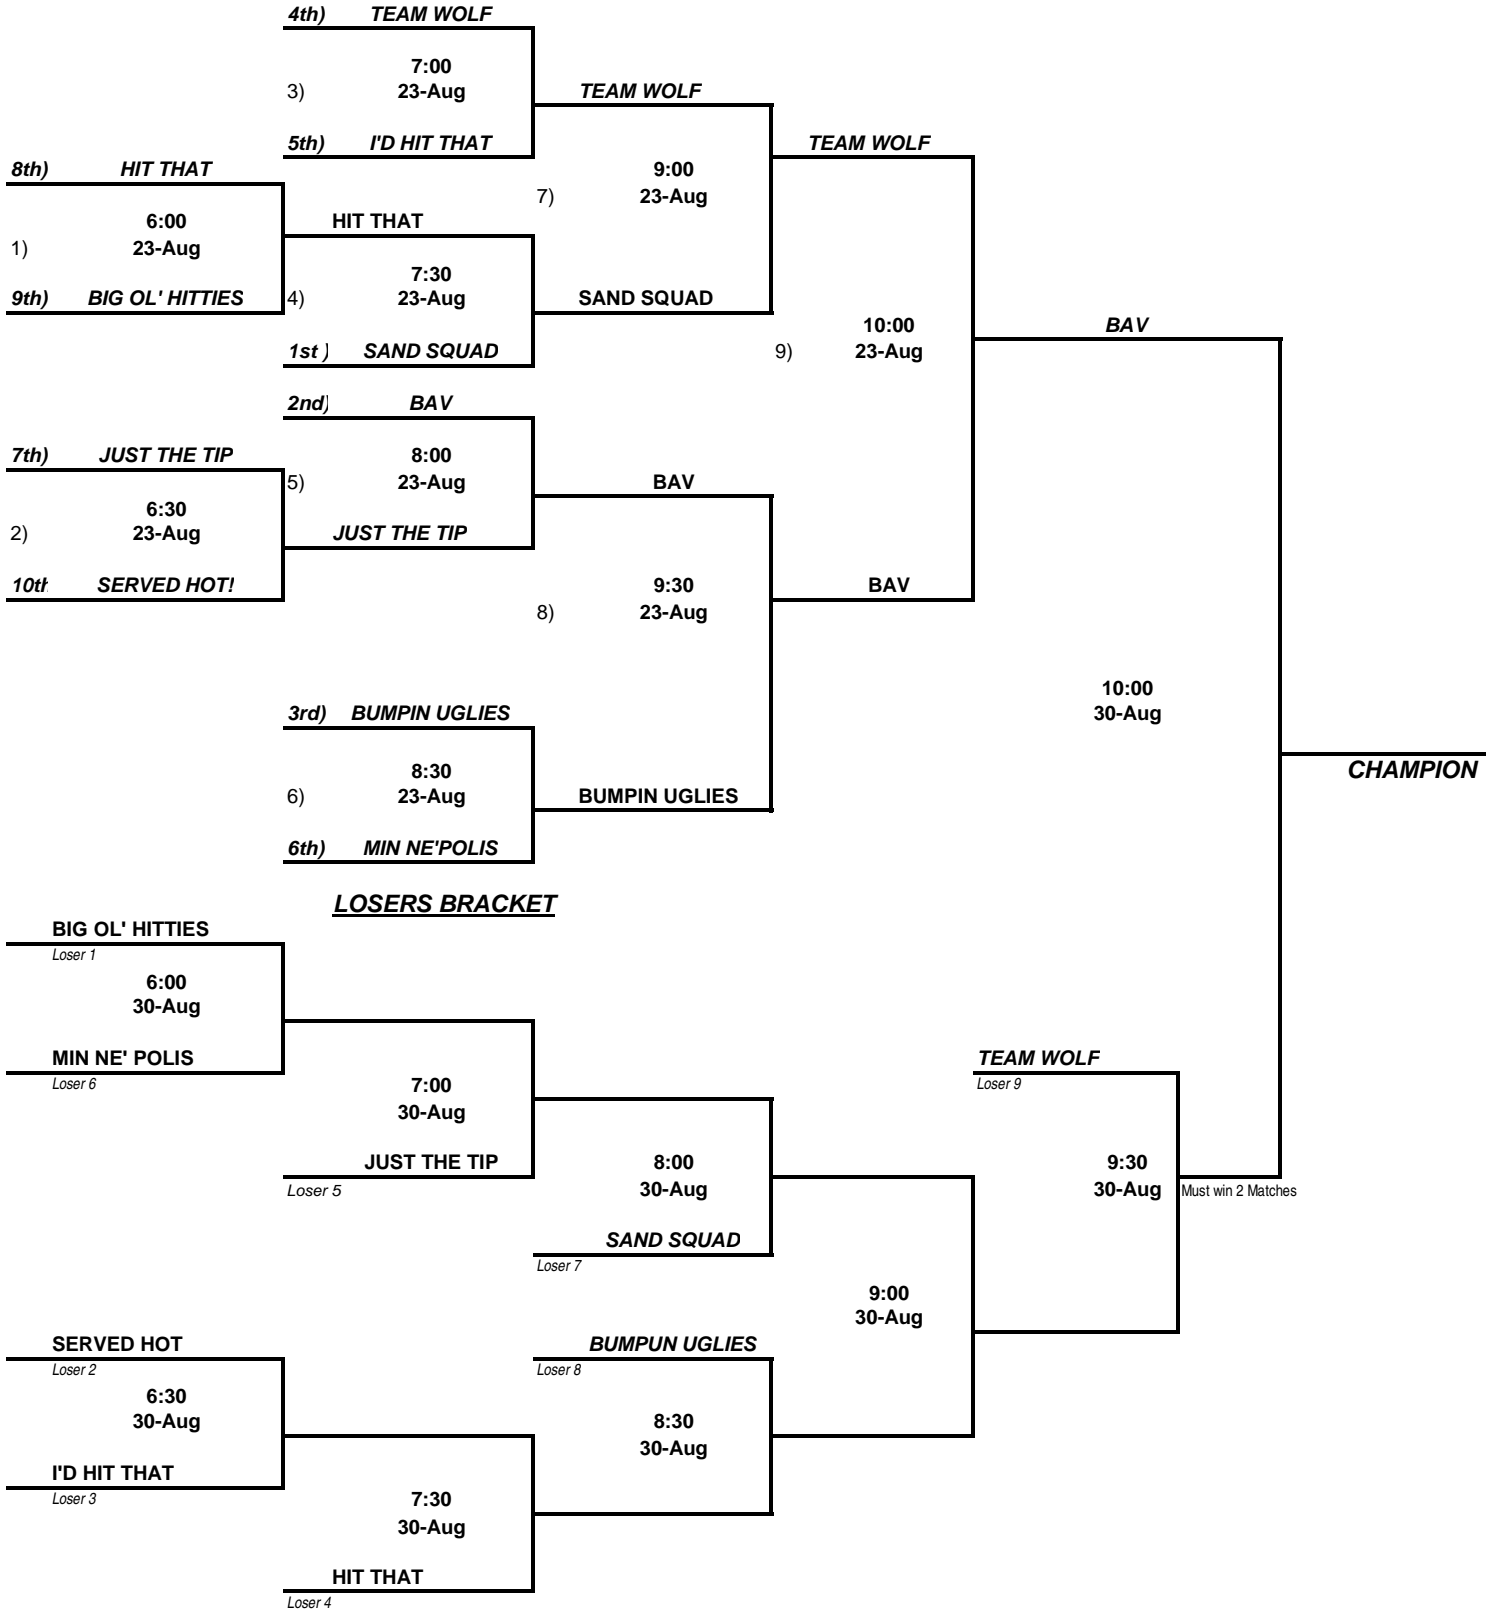 4th) TEAM WOLF
7:00
3) 23-Aug TEAM WOLF
5th) I'D HIT THAT TEAM WOLF
8th) HIT THAT 9:00
7) 23-Aug
6:00 HIT THAT
1) 23-Aug
7:30
9th) BIG OL' HITTIES 4) 23-Aug SAND SQUAD
10:00 BAV
1st ) SAND SQUAD 9) 23-Aug
2nd) BAV
7th) JUST THE TIP 8:00
5) 23-Aug BAV
6:30
2) 23-Aug JUST THE TIP
10th SERVED HOT! 9:30 BAV
8) 23-Aug
10:00
3rd) BUMPIN UGLIES 30-Aug
8:30 CHAMPION
6) 23-Aug BUMPIN UGLIES
6th) MIN NE'POLIS
LOSERS BRACKET
BIG OL' HITTIES
Loser 1
6:00
30-Aug
MIN NE' POLIS TEAM WOLF
Loser 6 7:00 Loser 9
30-Aug
JUST THE TIP 8:00 9:30
Loser 5 30-Aug 30-Aug Must win 2 Matches
SAND SQUAD
Loser 7
9:00
30-Aug
SERVED HOT BUMPUN UGLIES
Loser 2 Loser 8
6:30
30-Aug 8:30
30-Aug
I'D HIT THAT
Loser 3 7:30
30-Aug
HIT THAT
Loser 4